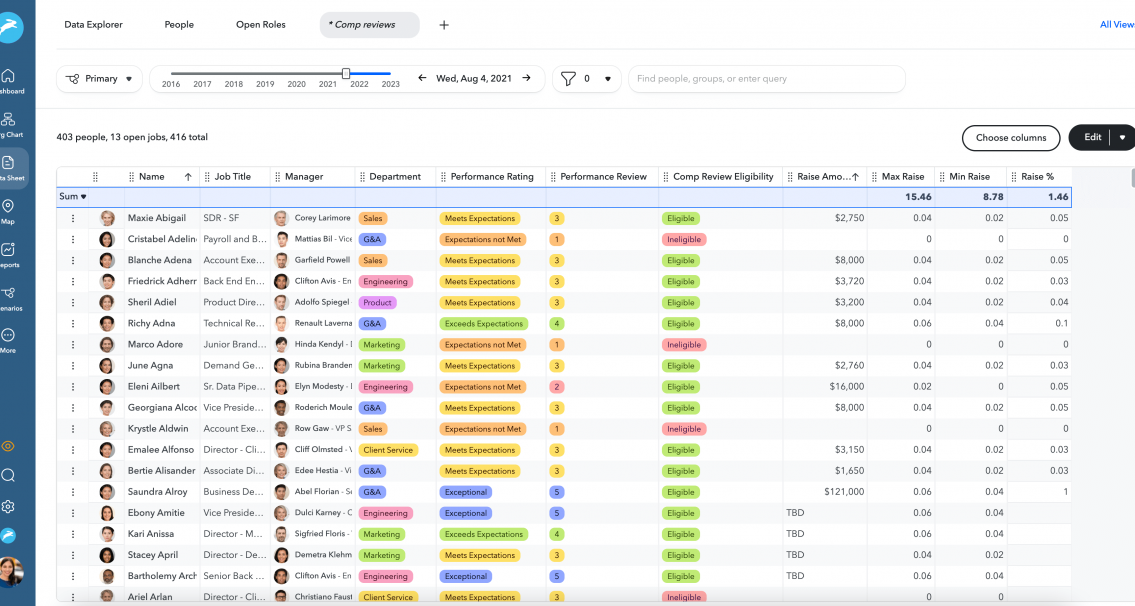 Data Explorer People Open Roles * Comp reviews + All View
Primary 2016 2017 2018 2019 2020 2021 2022 2023 ← Wed, Aug 4, 2021 → 0 Find people, groups, or enter query
shboard
rg Chart
ta Sheet
Map
eports
enarios
More
403 people, 13 open jobs, 416 total Choose columns Edit
Name ↑ Job Title Manager Department Performance Rating Performance Review Comp Review Eligibility Raise Amo...↑ Max Raise Min Raise Raise %
Sum 15.46 8.78 1.46
Maxie Abigail SDR - SF Corey Larimore Sales Meets Expectations 3 Eligible $2,750 0.04 0.02 0.05
Cristabel Adelin Payroll and B... Mattias Bil - Vice G&A Expectations not Met 1 Ineligible 0 0 0
Blanche Adena Account Exe... Garfield Powell Sales Meets Expectations 3 Eligible $8,000 0.04 0.02 0.05
Friedrick Adherr Back End En... Clifton Avis - En Engineering Meets Expectations 3 Eligible $3,720 0.04 0.02 0.03
Sheril Adiel Product Dire... Adolfo Spiegel Product Meets Expectations 3 Eligible $3,200 0.04 0.02 0.04
Richy Adna Technical Re... Renault Laverna G&A Exceeds Expectations 4 Eligible $8,000 0.06 0.04 0.1
Marco Adore Junior Brand... Hinda Kendyl - Marketing Expectations not Met 1 Ineligible 0 0 0
June Agna Demand Ge... Rubina Branden Marketing Meets Expectations 3 Eligible $2,760 0.04 0.02 0.03
Eleni Ailbert Sr. Data Pipe... Elyn Modesty - Engineering Expectations not Met 2 Eligible $16,000 0.02 0 0.05
Georgiana Alcoc Vice Preside... Roderich Moule G&A Meets Expectations 3 Eligible $8,000 0.04 0.02 0.05
Krystle Aldwin Account Exe... Row Gaw - VP S Sales Expectations not Met 1 Ineligible 0 0 0
Emalee Alfonso Director - Cli... Cliff Olmsted - Client Service Meets Expectations 3 Eligible $3,150 0.04 0.02 0.03
Bertie Alisander Associate Di... Edee Hestia - Vi G&A Meets Expectations 3 Eligible $1,650 0.04 0.02 0.03
Saundra Alroy Business De... Abel Florian - G&A Exceptional 5 Eligible $121,000 0.06 0.04 1
Ebony Amitie Vice Preside... Dulci Karney - C Engineering Exceptional 5 Eligible TBD 0.06 0.04
Kari Anissa Director - M... Sigfried Floris - Marketing Exceeds Expectations 4 Eligible TBD 0.06 0.04
Stacey April Director - De... Demetra Klehm Marketing Meets Expectations 3 Eligible TBD 0.04 0.02
Bartholemy Arch Senior Back ... Clifton Avis - En Engineering Exceptional 5 Eligible TBD 0.06 0.04
Ariel Arlan Director - Cli... Christiano Faust Client Service Meets Expectations 3 Ineligible 0 0